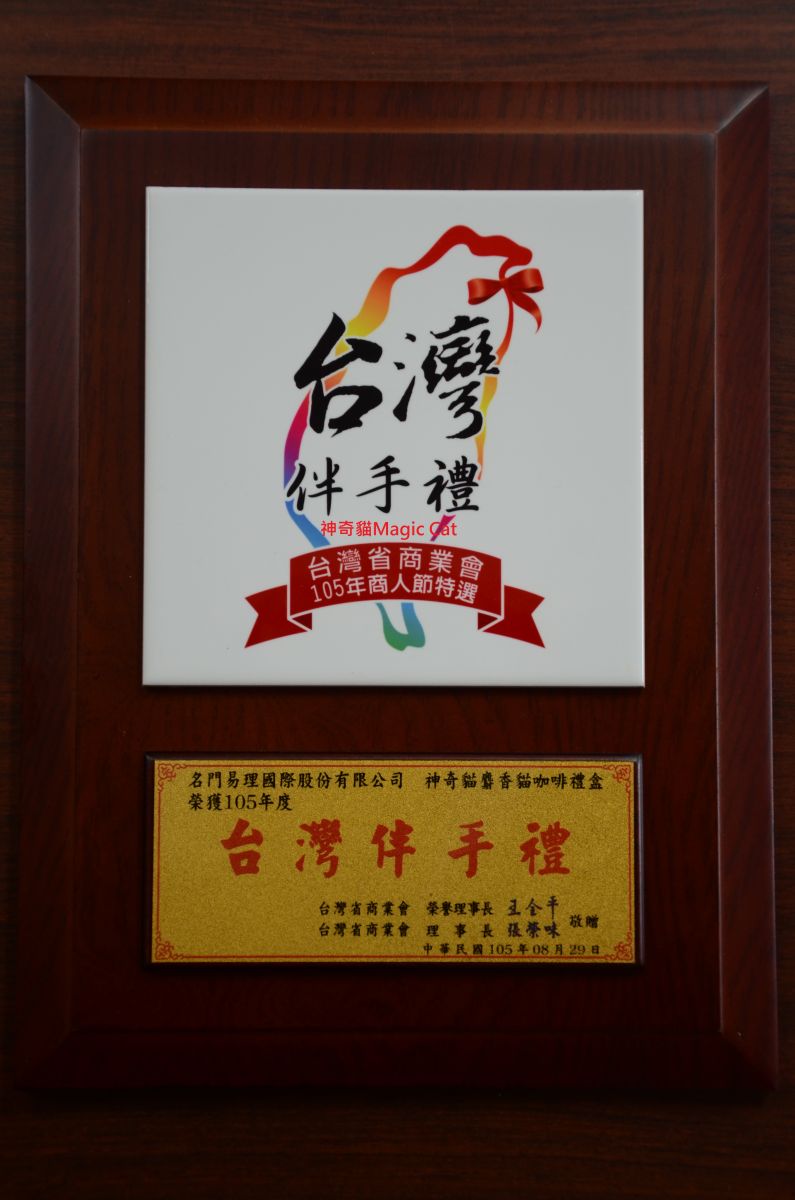 台灣
伴手禮
神奇貓Magic Cat
台灣省商業會
105年商人節特選
名門易理國際股份有限公司 神奇貓麝香貓咖啡禮盒
榮獲105年度
台灣伴手禮
台灣省商業會 榮譽理事長 王全平
台灣省商業會 理事長 張榮味 敬贈
中華民國105年08月29日